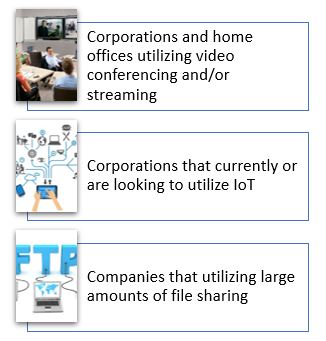 Corporations and home
offices utilizing video
conferencing and/or
streaming
Corporations that currently or
are looking to utilize IoT
FTP
Companies that utilizing large
amounts of file sharing